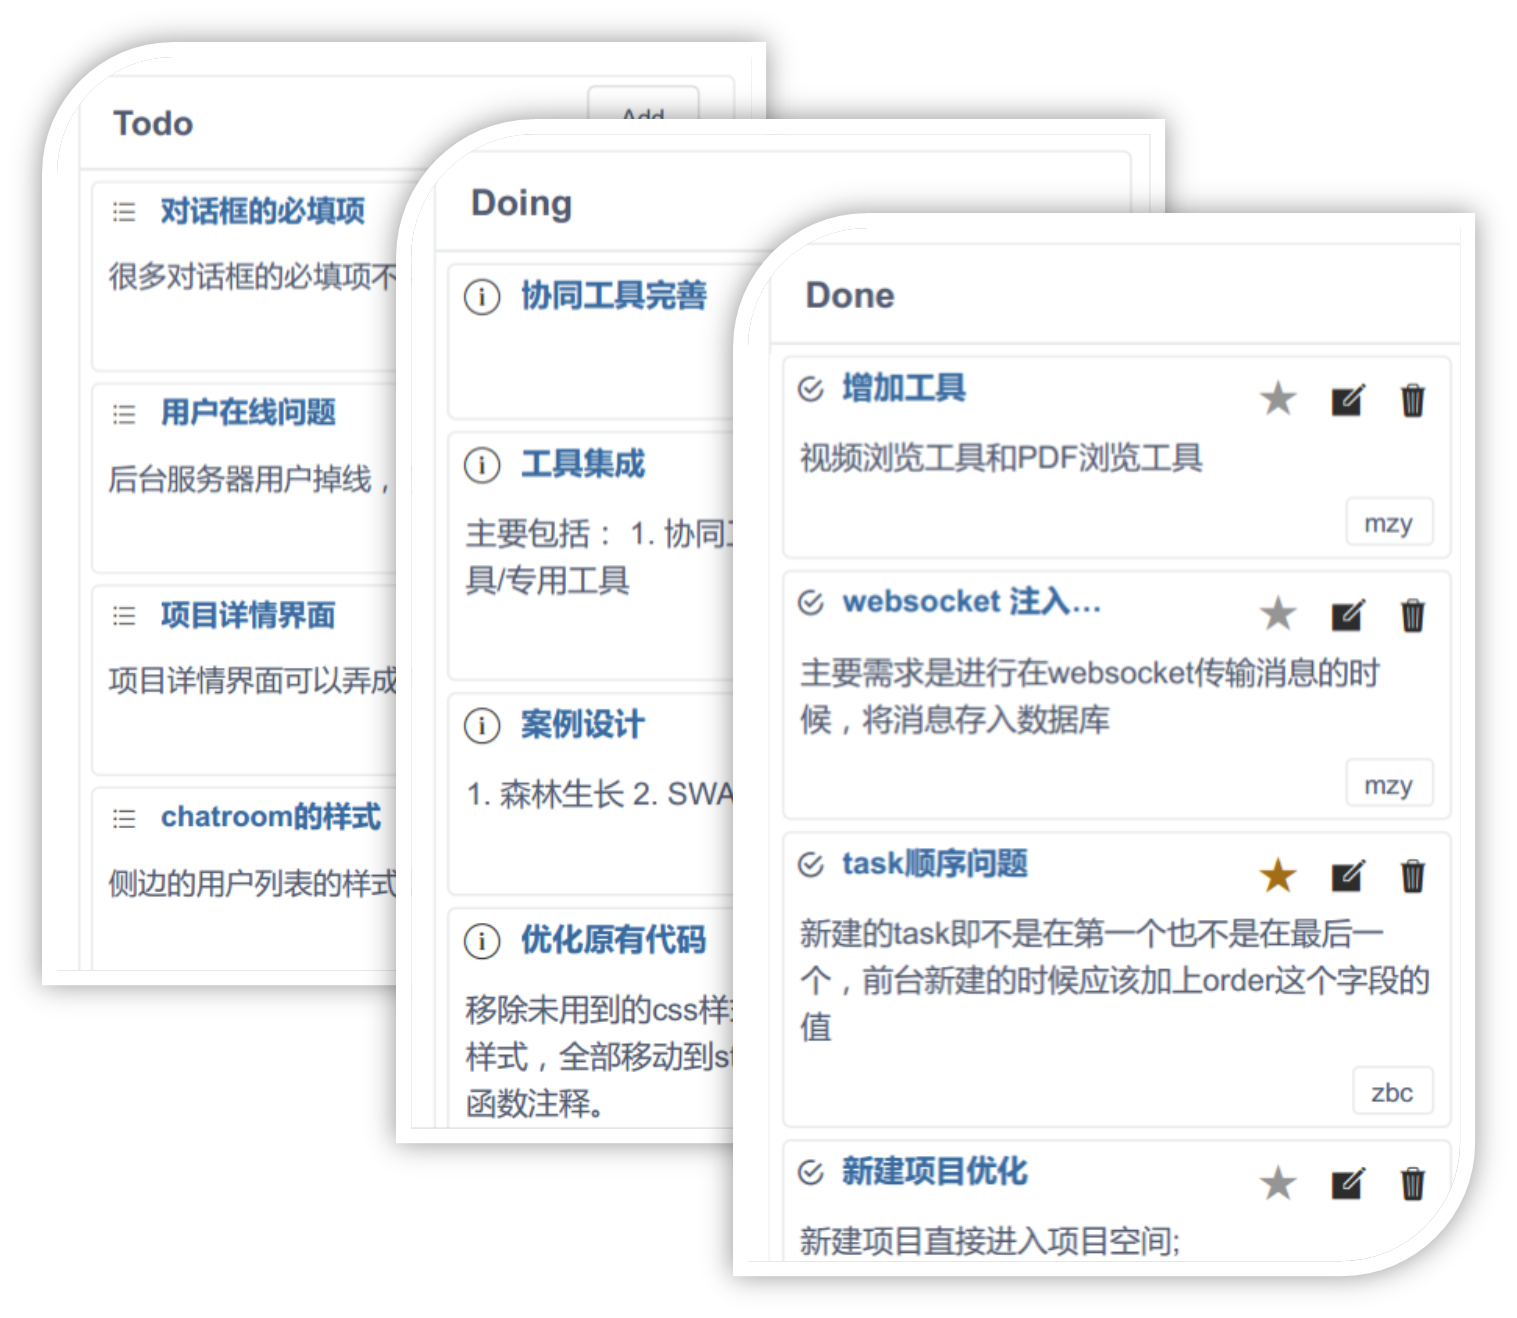 Todo
Add
对话框的必填项
很多对话框的必填项不
用户在线问题
后台服务器用户掉线，
项目详情界面
项目详情界面可以弄成
chatroom的样式
侧边的用户列表的样式
Doing
协同工具完善
工具集成
主要包括： 1. 协同
具/专用工具
案例设计
1. 森林生长 2. SWA
优化原有代码
移除未用到的css样
样式，全部移动到s
函数注释。
Done
增加工具
视频浏览工具和PDF浏览工具
mzy
websocket 注入...
主要需求是进行在websocket传输消息的时
候，将消息存入数据库
mzy
task顺序问题
新建的task即不是在第一个也不是在最后一
个，前台新建的时候应该加上order这个字段的
值
zbc
新建项目优化
新建项目直接进入项目空间;